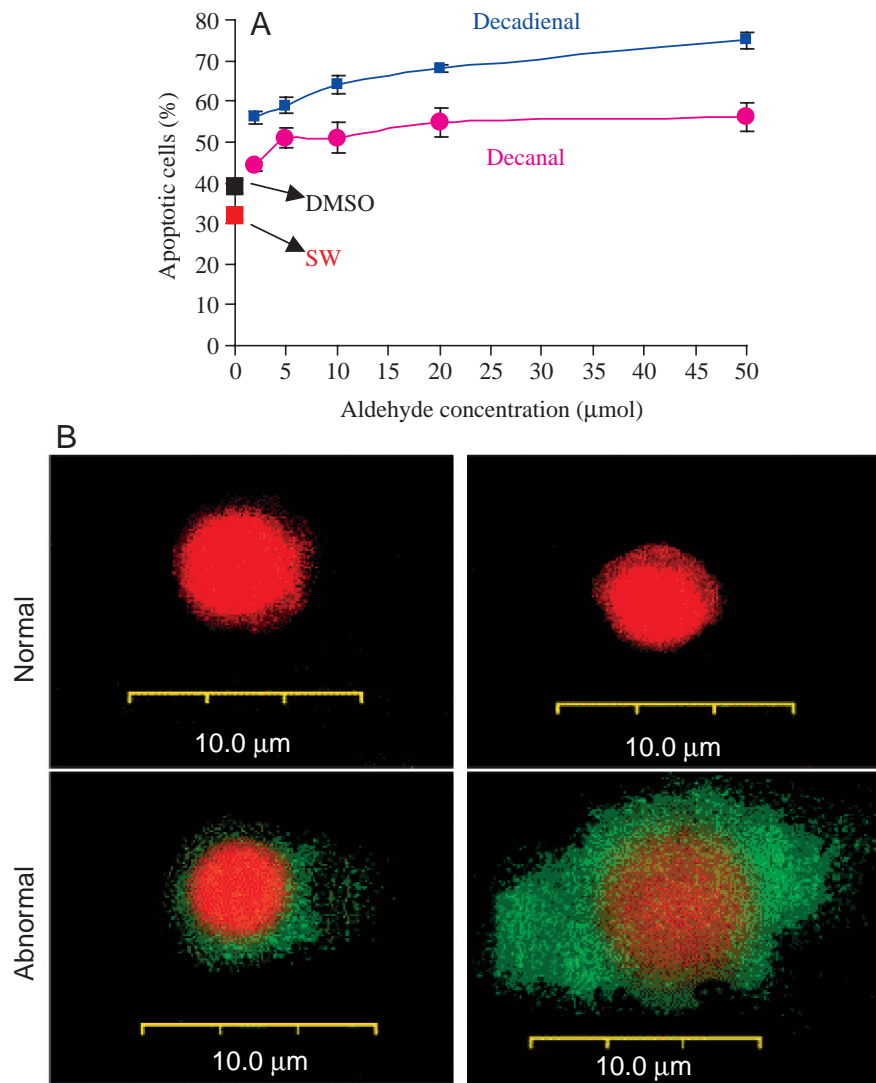 A
80
70
60
50
40
30
20
10
0
Apoptotic cells (%)
Decadienal
Decanal
DMSO
SW
0 5 10 15 20 25 30 35 40 45 50
Aldehyde concentration (μmol)
B
Normal
10.0 μm
10.0 μm
Abnormal
10.0 μm
10.0 μm